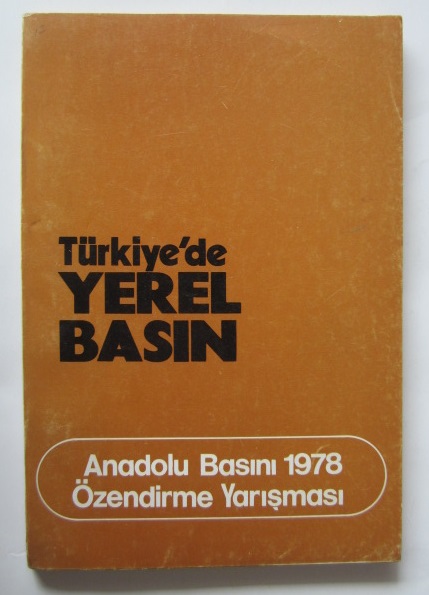 Türkiye'de
YEREL
BASIN
Anadolu Basını 1978
Özendirme Yarışması